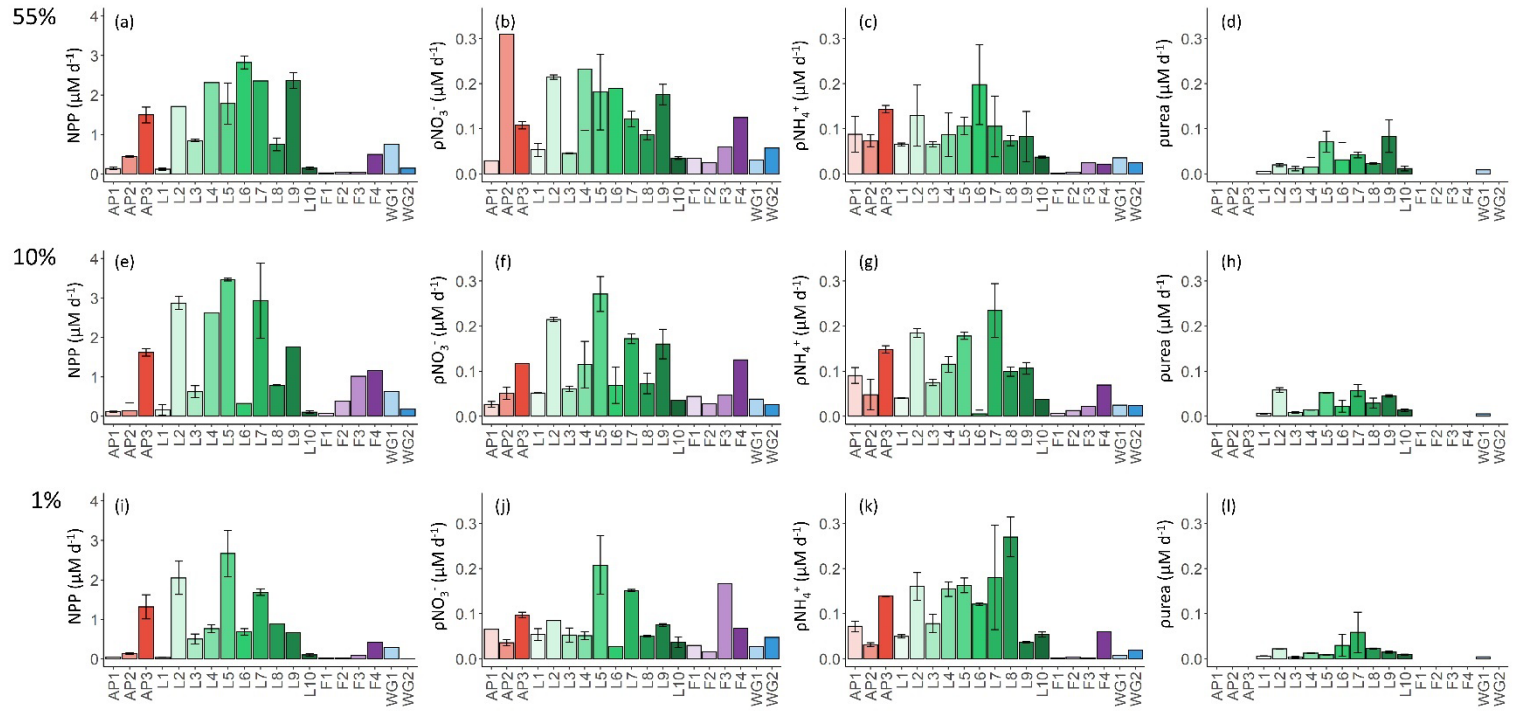 55%
(a)
NPP (µM d⁻¹)
4
3
2
1
0
AP1 AP2 AP3 L1 L2 L3 L4 L5 L6 L7 L8 L9 L10 F1 F2 F3 F4 WG1 WG2
(b)
ρNO₃⁻ (µM d⁻¹)
0.3
0.2
0.1
0.0
AP1 AP2 AP3 L1 L2 L3 L4 L5 L6 L7 L8 L9 L10 F1 F2 F3 F4 WG1 WG2
(c)
ρNH₄⁺ (µM d⁻¹)
0.3
0.2
0.1
0.0
AP1 AP2 AP3 L1 L2 L3 L4 L5 L6 L7 L8 L9 L10 F1 F2 F3 F4 WG1 WG2
(d)
ρurea (µM d⁻¹)
0.3
0.2
0.1
0.0
AP1 AP2 AP3 L1 L2 L3 L4 L5 L6 L7 L8 L9 L10 F1 F2 F3 F4 WG1 WG2
10%
(e)
NPP (µM d⁻¹)
4
3
2
1
0
AP1 AP2 AP3 L1 L2 L3 L4 L5 L6 L7 L8 L9 L10 F1 F2 F3 F4 WG1 WG2
(f)
ρNO₃⁻ (µM d⁻¹)
0.3
0.2
0.1
0.0
AP1 AP2 AP3 L1 L2 L3 L4 L5 L6 L7 L8 L9 L10 F1 F2 F3 F4 WG1 WG2
(g)
ρNH₄⁺ (µM d⁻¹)
0.3
0.2
0.1
0.0
AP1 AP2 AP3 L1 L2 L3 L4 L5 L6 L7 L8 L9 L10 F1 F2 F3 F4 WG1 WG2
(h)
ρurea (µM d⁻¹)
0.3
0.2
0.1
0.0
AP1 AP2 AP3 L1 L2 L3 L4 L5 L6 L7 L8 L9 L10 F1 F2 F3 F4 WG1 WG2
1%
(i)
NPP (µM d⁻¹)
4
3
2
1
0
AP1 AP2 AP3 L1 L2 L3 L4 L5 L6 L7 L8 L9 L10 F1 F2 F3 F4 WG1 WG2
(j)
ρNO₃⁻ (µM d⁻¹)
0.3
0.2
0.1
0.0
AP1 AP2 AP3 L1 L2 L3 L4 L5 L6 L7 L8 L9 L10 F1 F2 F3 F4 WG1 WG2
(k)
ρNH₄⁺ (µM d⁻¹)
0.3
0.2
0.1
0.0
AP1 AP2 AP3 L1 L2 L3 L4 L5 L6 L7 L8 L9 L10 F1 F2 F3 F4 WG1 WG2
(l)
ρurea (µM d⁻¹)
0.3
0.2
0.1
0.0
AP1 AP2 AP3 L1 L2 L3 L4 L5 L6 L7 L8 L9 L10 F1 F2 F3 F4 WG1 WG2